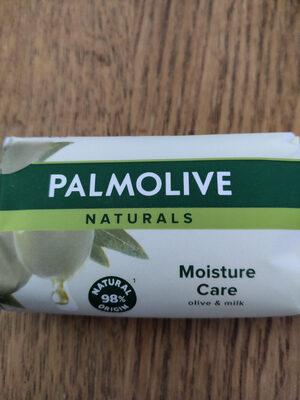 PALMOLIVE
NATURALS
Moisture
Care
olive & milk
NATURAL
98%
ORIGIN